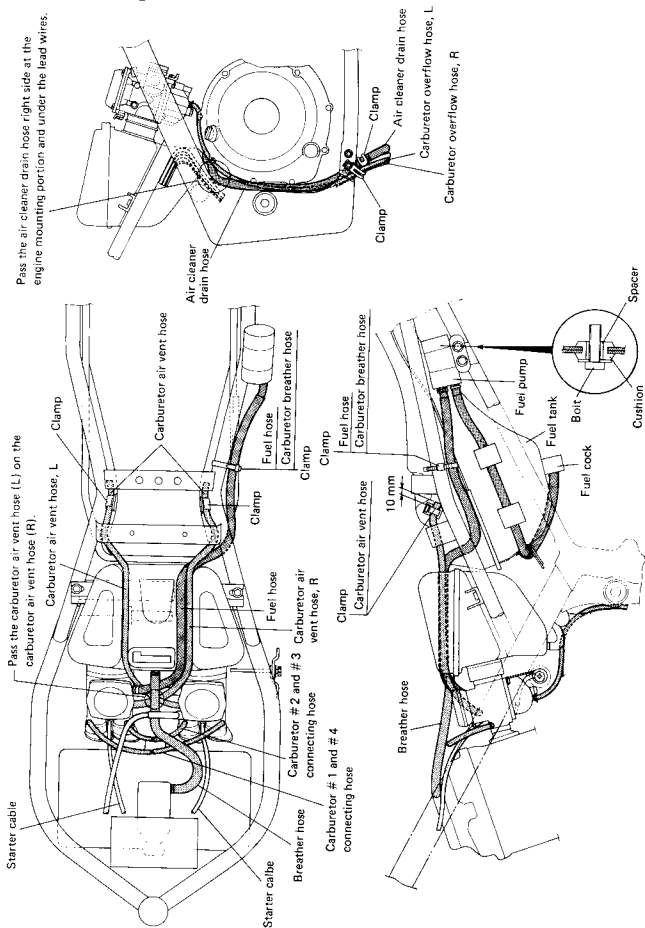 Pass the air cleaner drain hose right side at the
engine mounting portion and under the lead wires.
Air cleaner
drain hose
Clamp
Clamp
Air cleaner drain hose
Carburetor overflow hose, L
Carburetor overflow hose, R
Pass the carburetor air vent hose (L) on the
carburetor air vent hose (R).
Carburetor air vent hose, L
Clamp
Carburetor air vent hose
Starter cable
Starter calbe
Breather hose
Carburetor # 1 and # 4
connecting hose
Carburetor # 2 and # 3
connecting hose
Carburetor air
vent hose, R
Fuel hose
Clamp
Fuel hose
Carburetor breather hose
Clamp
Breather hose
Clamp
Carburetor air vent hose
10 mm
Clamp
Fuel hose
Carburetor breather hose
Fuel pump
Fuel tank
Fuel cock
Bolt
Cushion
Spacer